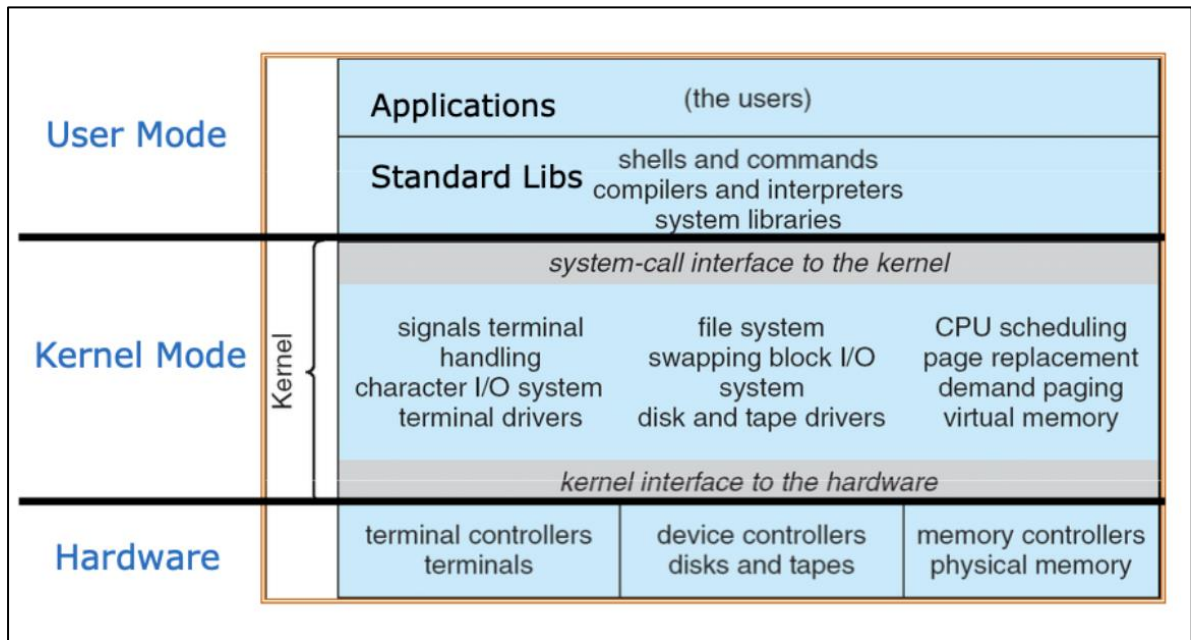 User Mode
Applications (the users)
Standard Libs
shells and commands
compilers and interpreters
system libraries
Kernel Mode
Kernel
system-call interface to the kernel
signals terminal
handling
character I/O system
terminal drivers
file system
swapping block I/O
system
disk and tape drivers
CPU scheduling
page replacement
demand paging
virtual memory
kernel interface to the hardware
Hardware
terminal controllers
terminals
device controllers
disks and tapes
memory controllers
physical memory